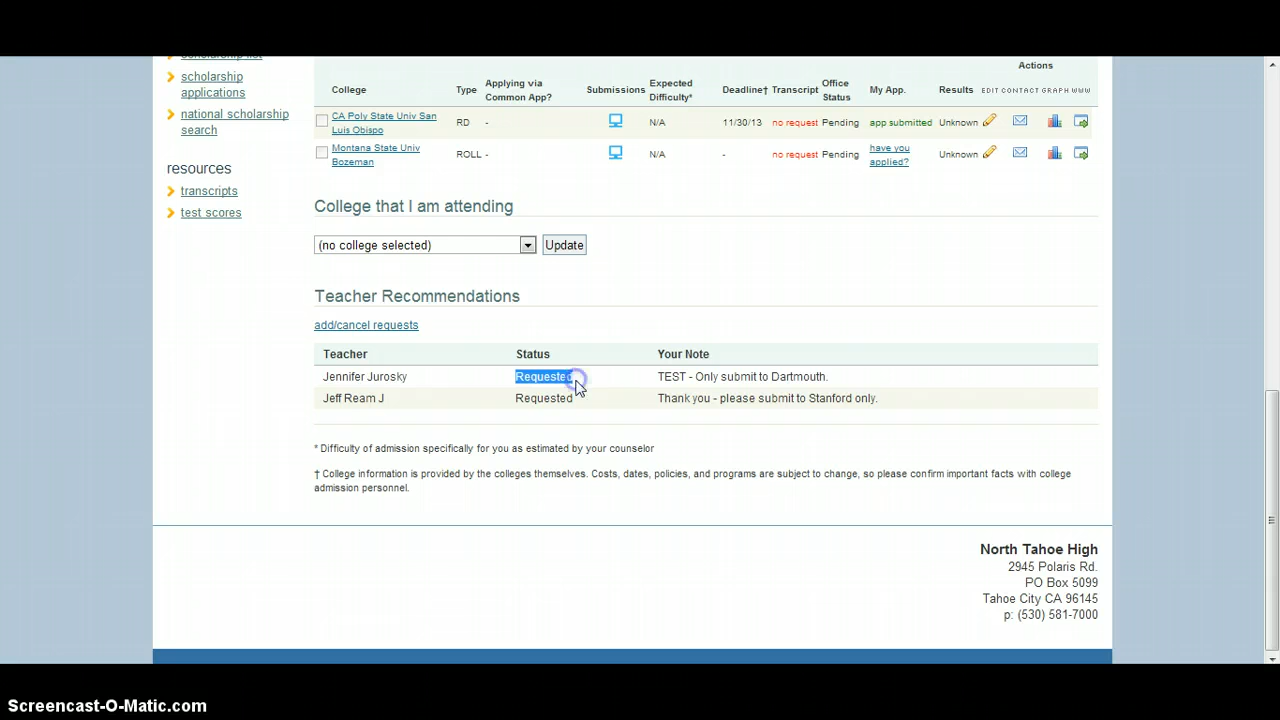 scholarship list
scholarship
applications
national scholarship
search
resources
transcripts
test scores
Actions
College Type Applying via Common App? Submissions Expected Difficulty* Deadline† Transcript Office Status My App. Results EDIT CONTACT GRAPH WWW
CA Poly State Univ San Luis Obispo RD - N/A 11/30/13 no request Pending app submitted Unknown
Montana State Univ Bozeman ROLL - N/A - no request Pending have you applied? Unknown
College that I am attending
(no college selected) Update
Teacher Recommendations
add/cancel requests
Teacher Status Your Note
Jennifer Jurosky Requested TEST - Only submit to Dartmouth.
Jeff Ream J Requested Thank you - please submit to Stanford only.
* Difficulty of admission specifically for you as estimated by your counselor
† College information is provided by the colleges themselves. Costs, dates, policies, and programs are subject to change, so please confirm important facts with college
admission personnel.
North Tahoe High
2945 Polaris Rd.
PO Box 5099
Tahoe City CA 96145
p: (530) 581-7000
Screencast-O-Matic.com